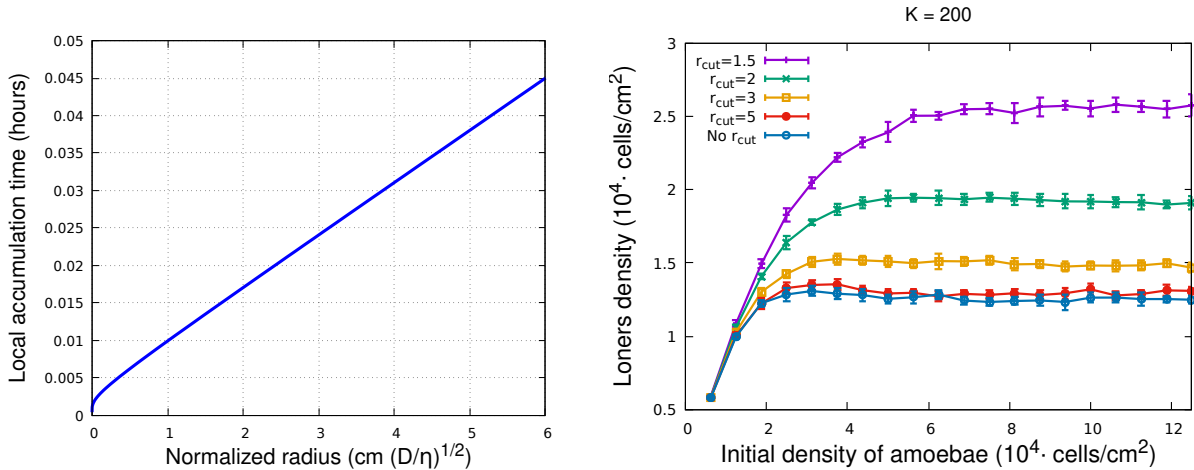 0.05
0.045
0.04
0.035
0.03
0.025
0.02
0.015
0.01
0.005
0
Local accumulation time (hours)
0 1 2 3 4 5 6
Normalized radius (cm (D/η)^1/2)
K = 200
3
2.5
2
1.5
1
0.5
Loners density (10^4· cells/cm^2)
r_cut=1.5
r_cut=2
r_cut=3
r_cut=5
No r_cut
0 2 4 6 8 10 12
Initial density of amoebae (10^4· cells/cm^2)